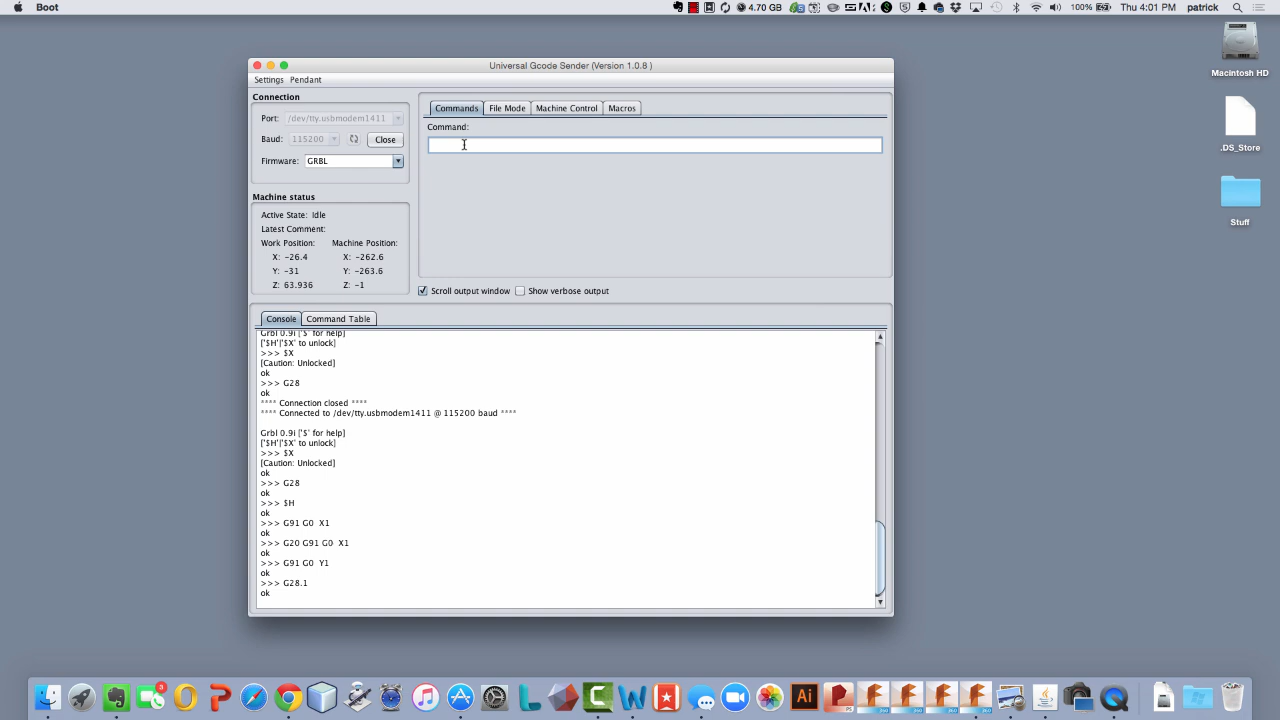 Boot
4.70 GB
100%
Thu 4:01 PM
patrick
Macintosh HD
.DS_Store
Stuff
Universal Gcode Sender (Version 1.0.8 )
Settings Pendant
Connection
Port: /dev/tty.usbmodem1411
Baud: 115200 Close
Firmware: GRBL
Machine status
Active State: Idle
Latest Comment:
Work Position: Machine Position:
X: -26.4 X: -262.6
Y: -31 Y: -263.6
Z: 63.936 Z: -1
Commands File Mode Machine Control Macros
Command:
Scroll output window Show verbose output
Console Command Table
Grbl 0.9i ['$' for help]
['$H'|'$X' to unlock]
>>> $X
[Caution: Unlocked]
ok
>>> G28
ok
**** Connection closed ****
**** Connected to /dev/tty.usbmodem1411 @ 115200 baud ****
Grbl 0.9i ['$' for help]
['$H'|'$X' to unlock]
>>> $X
[Caution: Unlocked]
ok
>>> G28
ok
>>> $H
ok
>>> G91 G0 X1
ok
>>> G20 G91 G0 X1
ok
>>> G91 G0 Y1
ok
>>> G28.1
ok
3
Ai